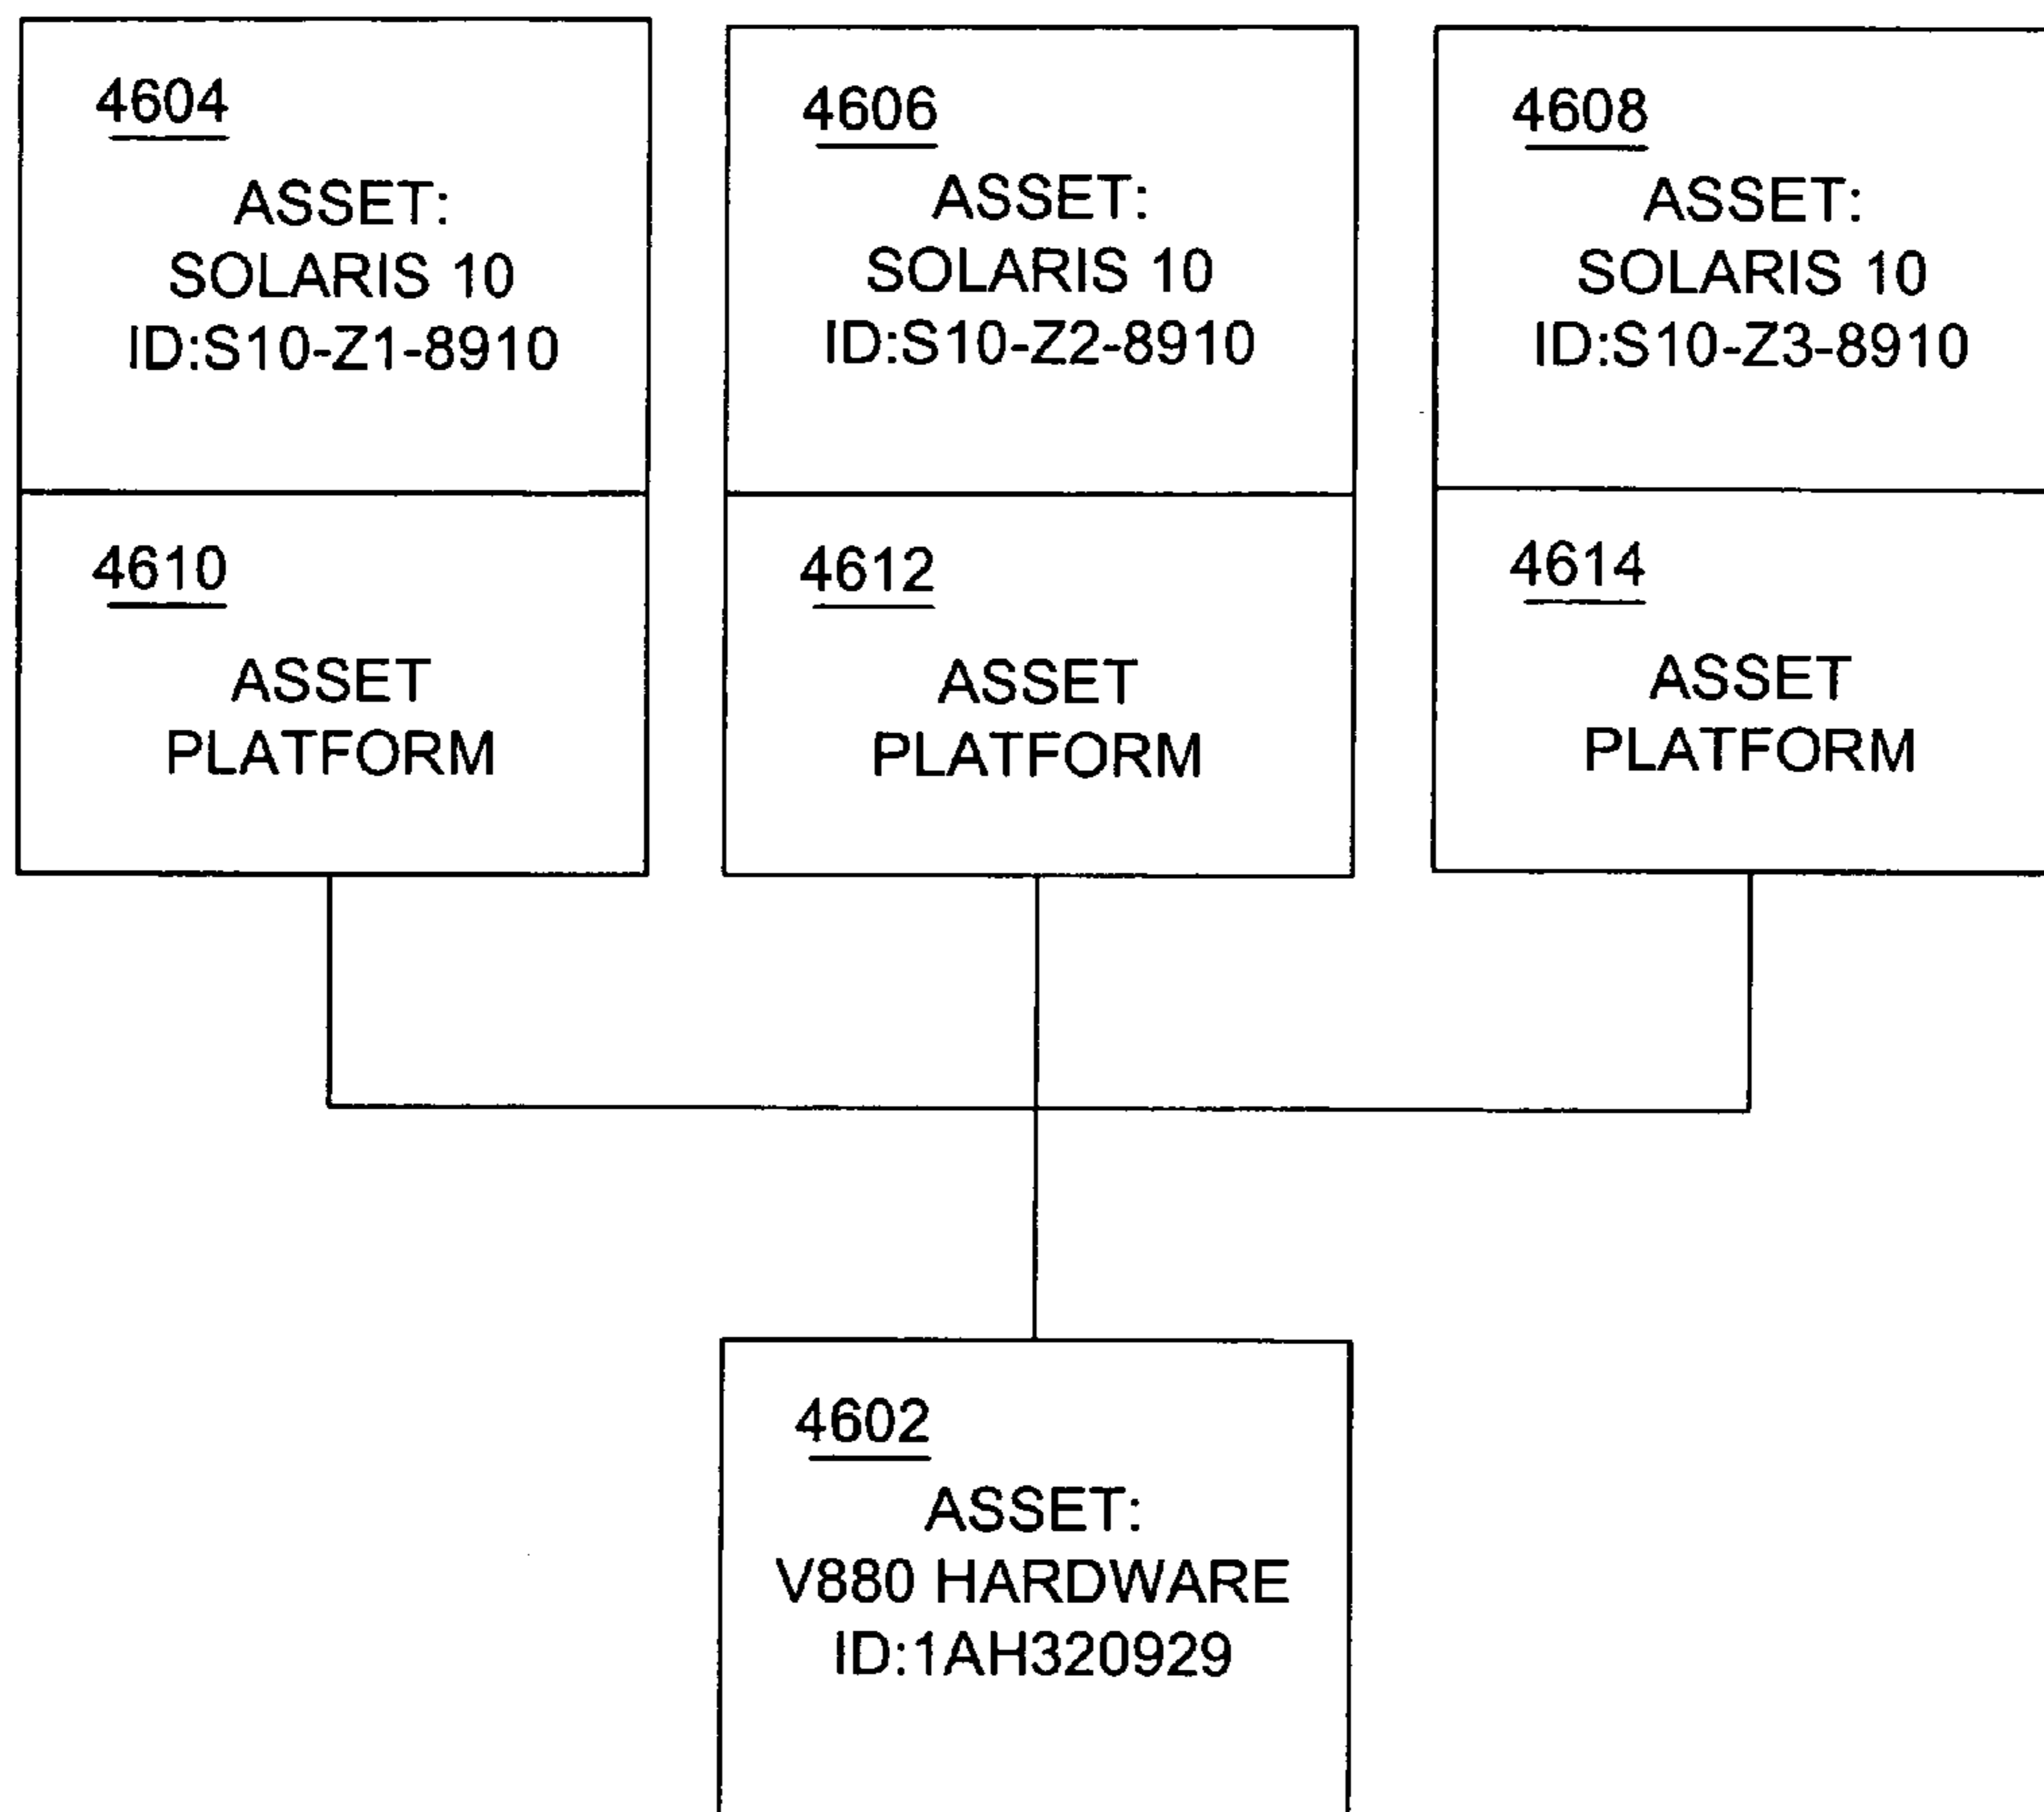 4604
ASSET:
SOLARIS 10
ID:S10-Z1-8910
4610
ASSET
PLATFORM
4606
ASSET:
SOLARIS 10
ID:S10-Z2-8910
4612
ASSET
PLATFORM
4608
ASSET:
SOLARIS 10
ID:S10-Z3-8910
4614
ASSET
PLATFORM
4602
ASSET:
V880 HARDWARE
ID:1AH320929